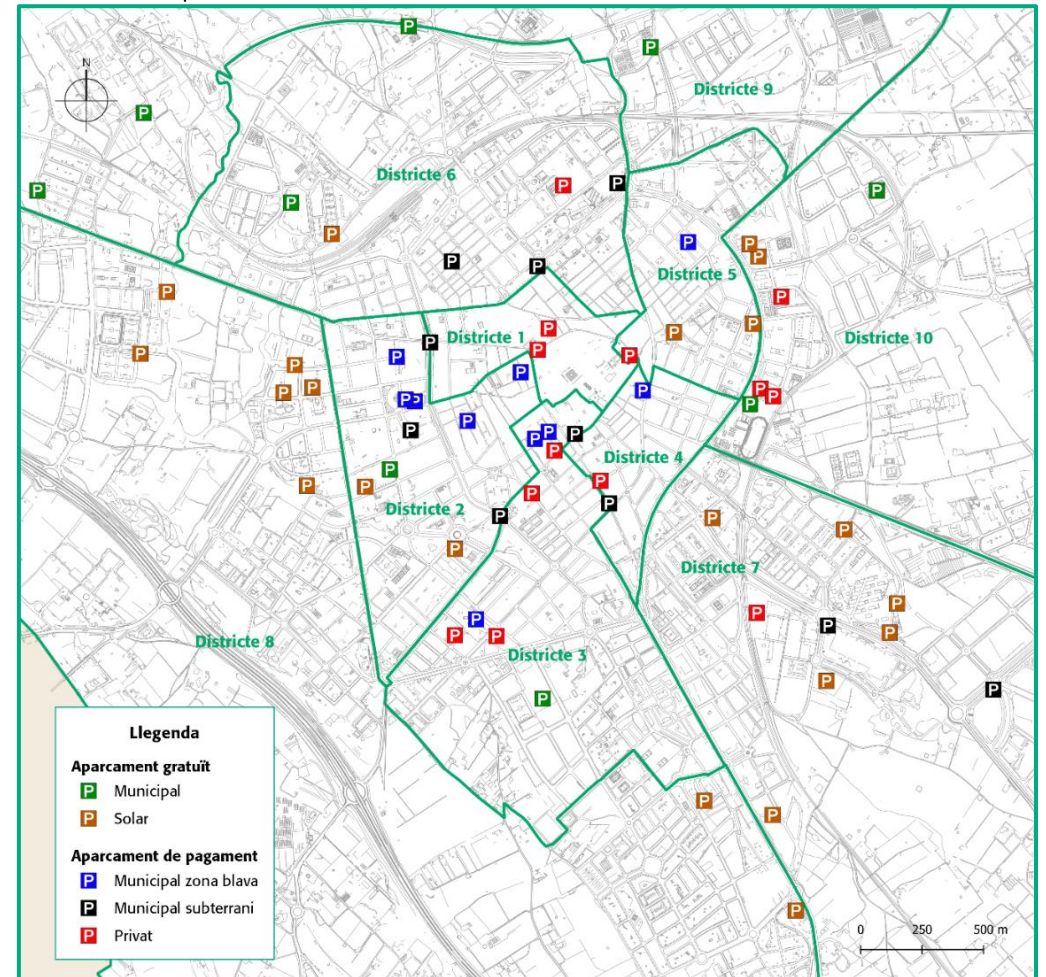 N
Districte 9
Districte 6
Districte 5
Districte 1
Districte 10
Districte 4
Districte 2
Districte 7
Districte 8
Districte 3
Llegenda
Aparcament gratuït
P Municipal
P Solar
Aparcament de pagament
P Municipal zona blava
P Municipal subterrani
P Privat
0 250 500 m